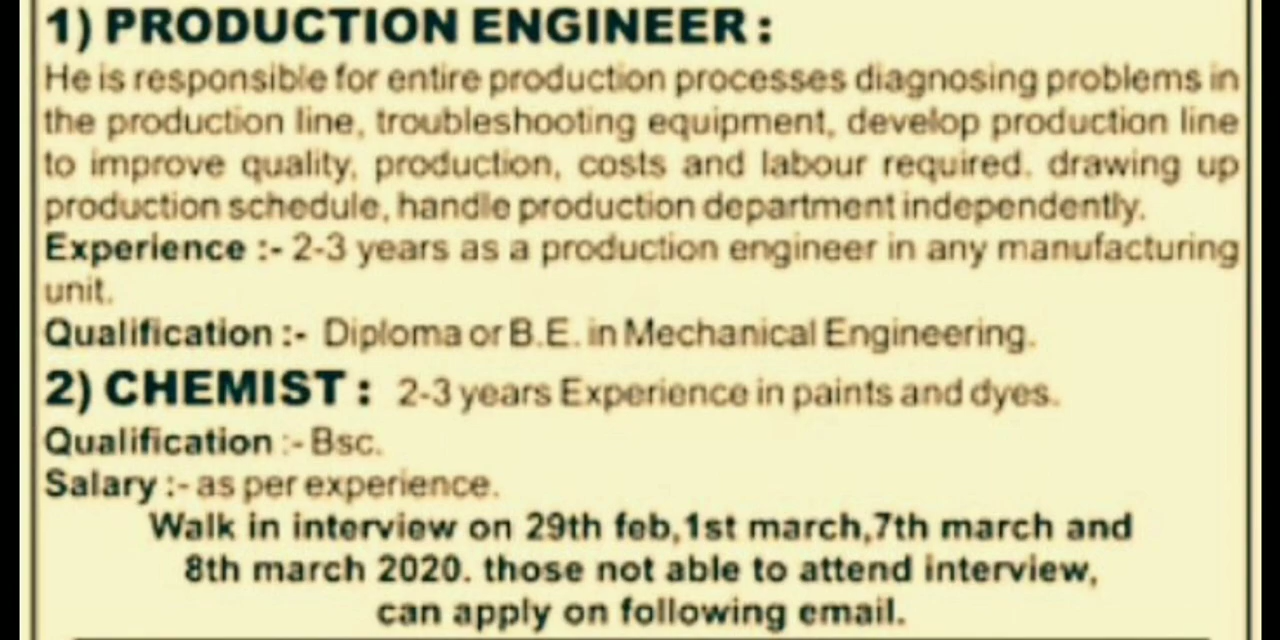 1) PRODUCTION ENGINEER :
He is responsible for entire production processes diagnosing problems in
the production line, troubleshooting equipment, develop production line
to improve quality, production, costs and labour required. drawing up
production schedule, handle production department independently.
Experience :- 2-3 years as a production engineer in any manufacturing
unit.
Qualification :- Diploma or B.E. in Mechanical Engineering.
2) CHEMIST : 2-3 years Experience in paints and dyes.
Qualification :- Bsc.
Salary :- as per experience.
Walk in interview on 29th feb,1st march,7th march and
8th march 2020. those not able to attend interview,
can apply on following email.